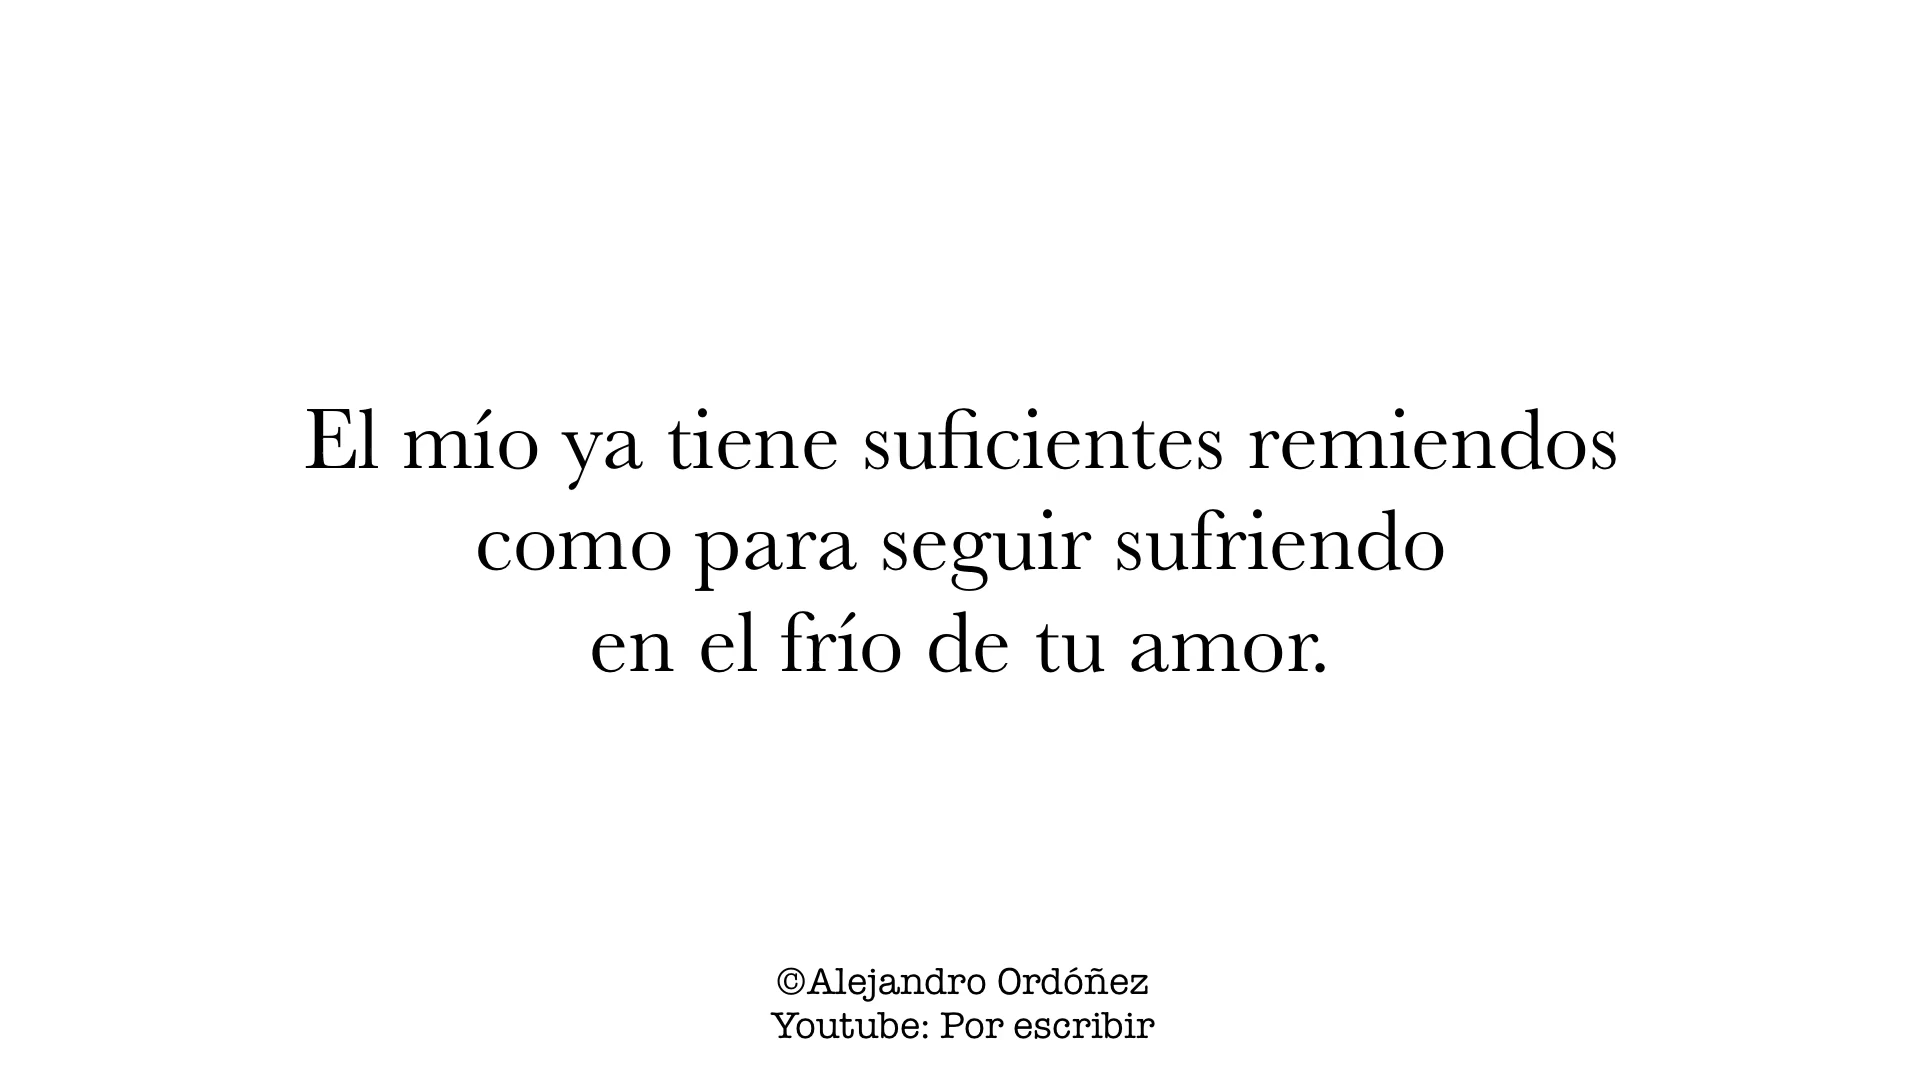 El mío ya tiene suficientes remiendos
como para seguir sufriendo
en el frío de tu amor.
©Alejandro Ordóñez
Youtube: Por escribir